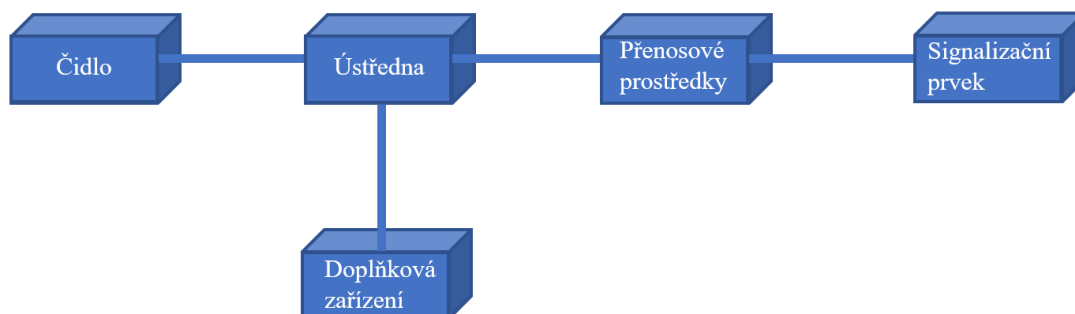 Čidlo
Ústředna
Přenosové
prostředky
Signalizační
prvek
Doplňková
zařízení